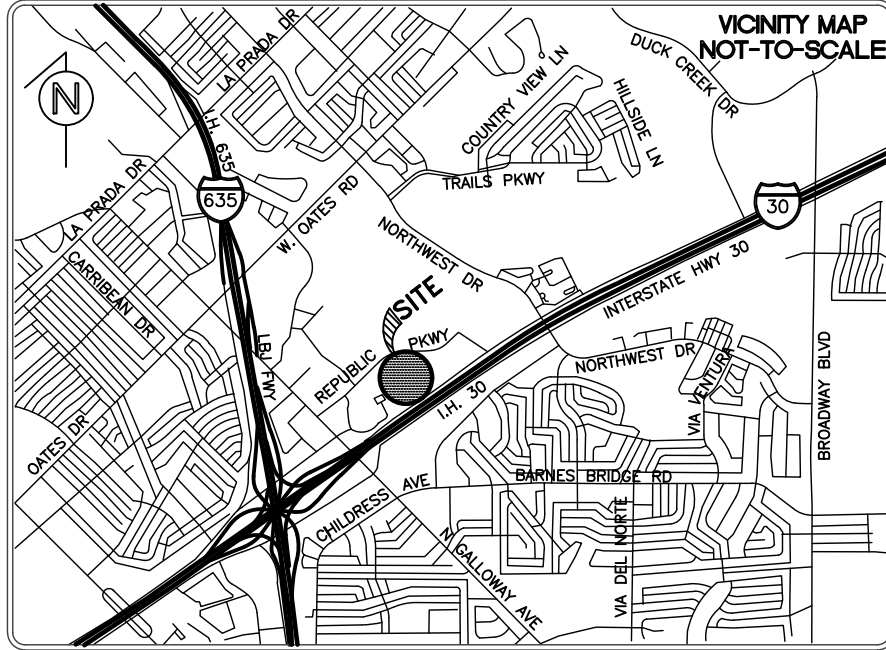 VICINITY MAP
NOT-TO-SCALE
N
LA PRADA DR
DUCK CREEK DR
COUNTRY VIEW LN
HILLSIDE LN
I.H. 635
635
TRAILS PKWY
LA PRADA DR
W. OATES RD
30
NORTHWEST DR
CARRIBEAN DR
INTERSTATE HWY 30
SITE
LBJ FWY
REPUBLIC PKWY
NORTHWEST DR
VIA VENTURA
BROADWAY BLVD
I.H. 30
OATES DR
BARNES BRIDGE RD
CHILDRESS AVE
N GALLOWAY AVE
VIA DEL NORTE